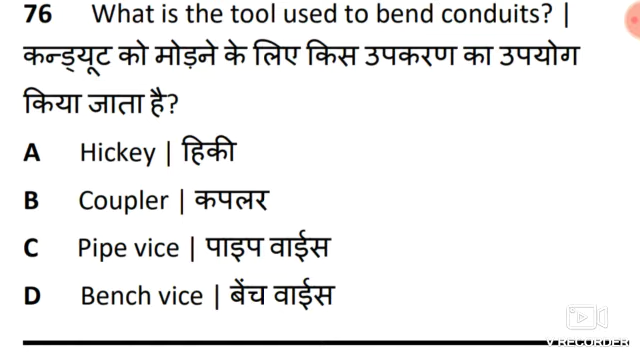 76 What is the tool used to bend conduits? |
कन्ड्यूट को मोड़ने के लिए किस उपकरण का उपयोग
किया जाता है?
A Hickey | हिकी
B Coupler | कपलर
C Pipe vice | पाइप वाईस
D Bench vice | बेंच वाईस
V RECORDER